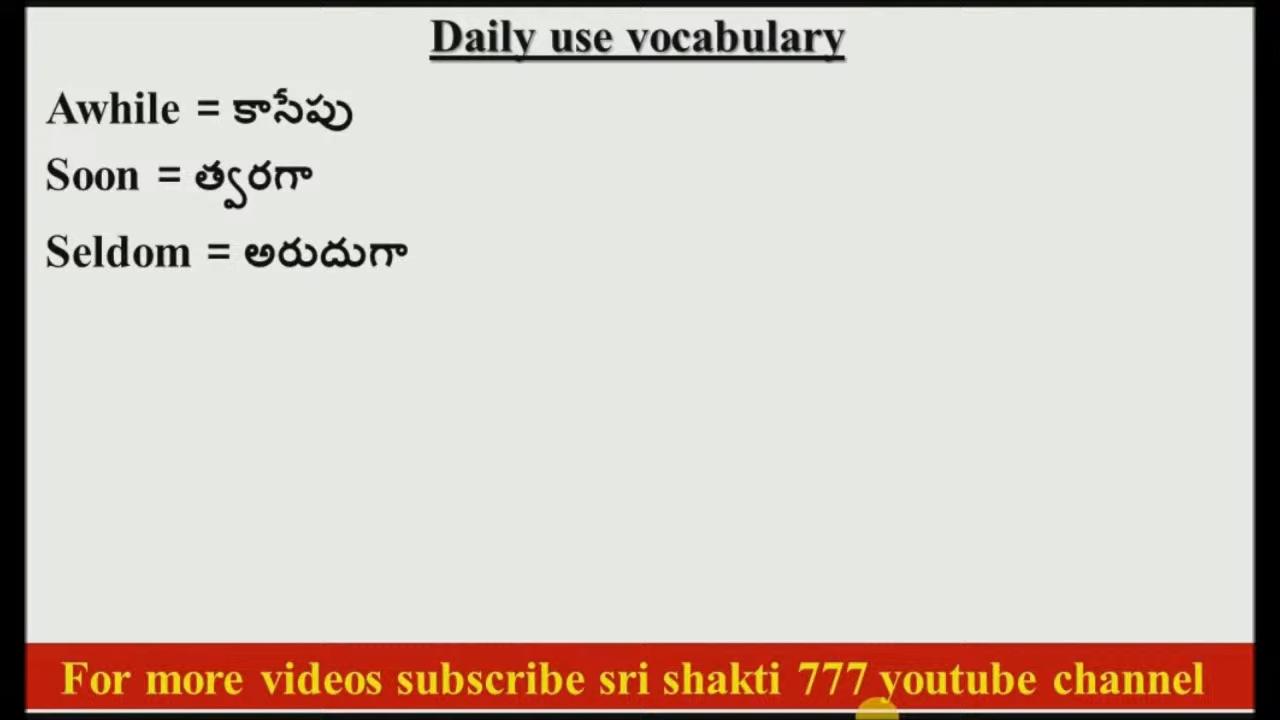 Daily use vocabulary
Awhile = కాసేపు
Soon = త్వరగా
Seldom = అరుదుగా
For more videos subscribe sri shakti 777 youtube channel